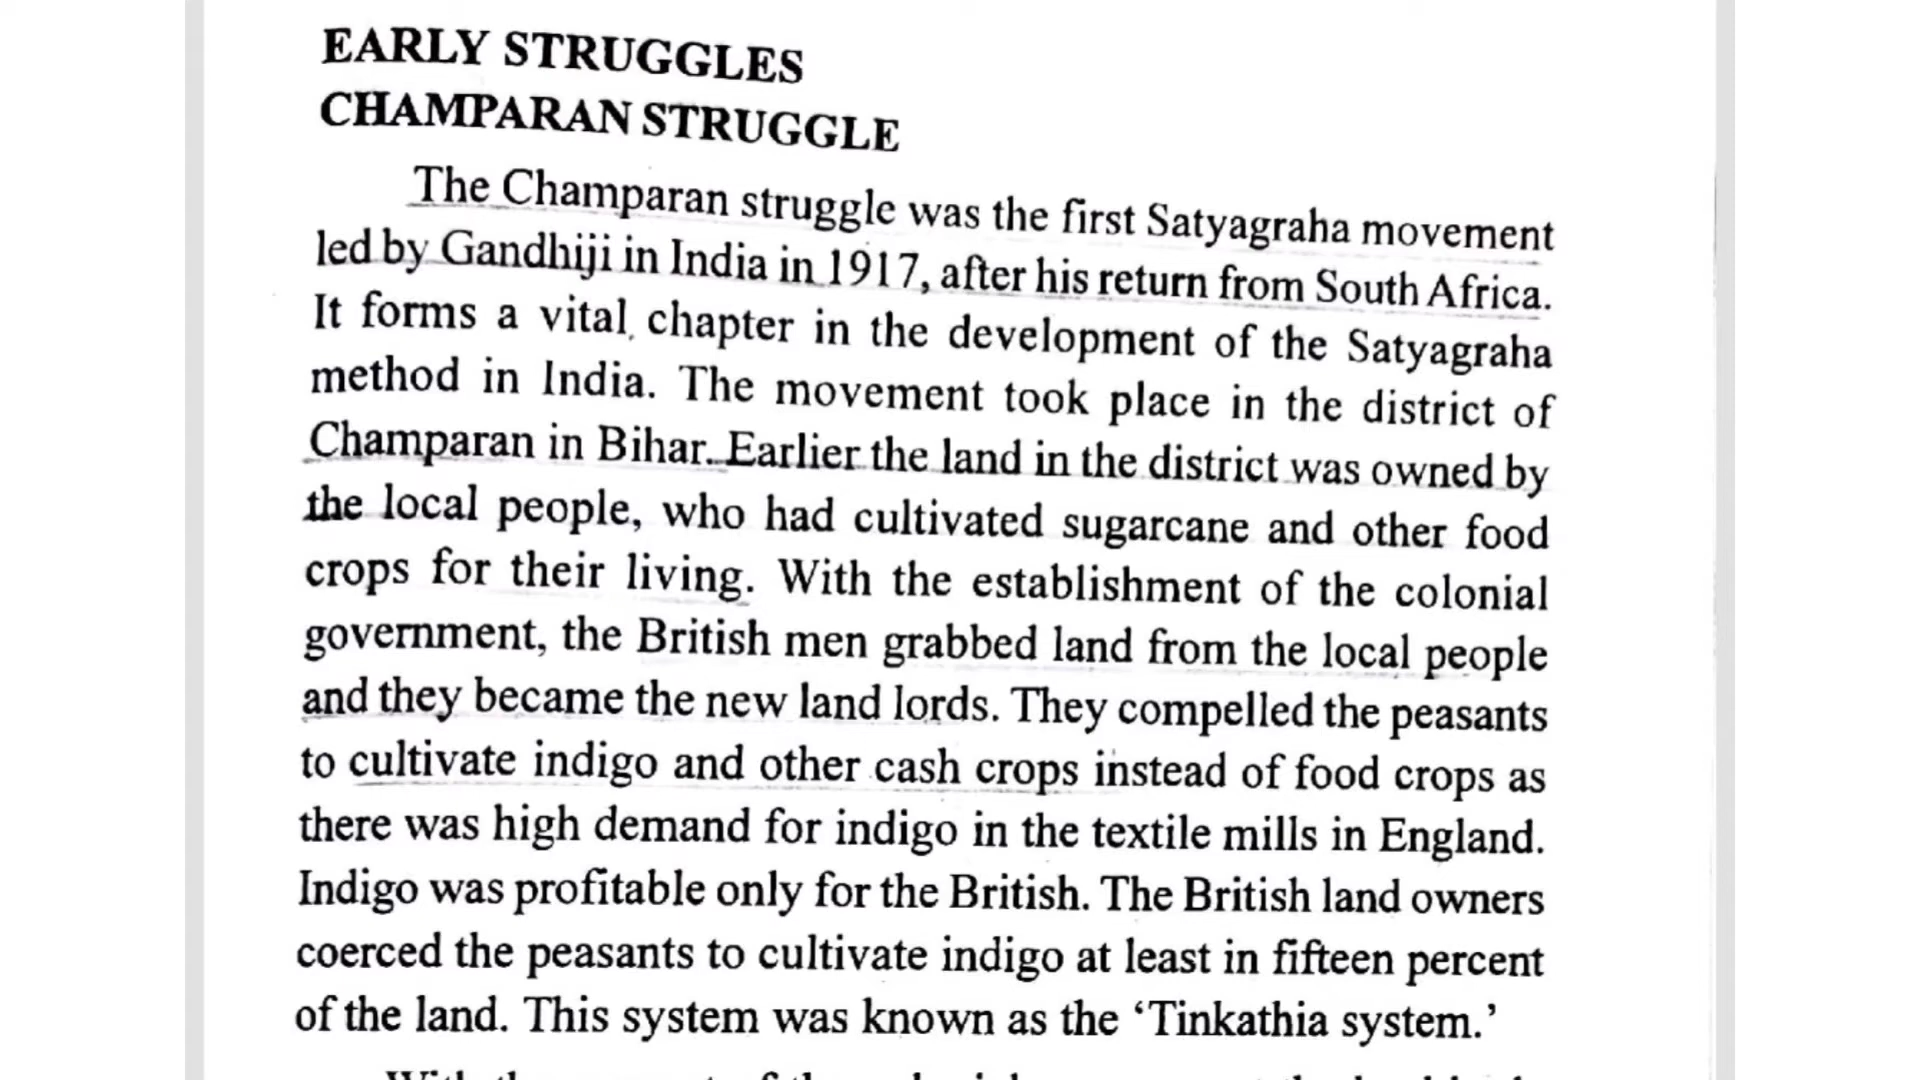 EARLY STRUGGLES
CHAMPARAN STRUGGLE
The Champaran struggle was the first Satyagraha movement
led by Gandhiji in India in 1917, after his return from South Africa.
It forms a vital chapter in the development of the Satyagraha
method in India. The movement took place in the district of
Champaran in Bihar. Earlier the land in the district was owned by
the local people, who had cultivated sugarcane and other food
crops for their living. With the establishment of the colonial
government, the British men grabbed land from the local people
and they became the new land lords. They compelled the peasants
to cultivate indigo and other cash crops instead of food crops as
there was high demand for indigo in the textile mills in England.
Indigo was profitable only for the British. The British land owners
coerced the peasants to cultivate indigo at least in fifteen percent
of the land. This system was known as the ‘Tinkathia system.’